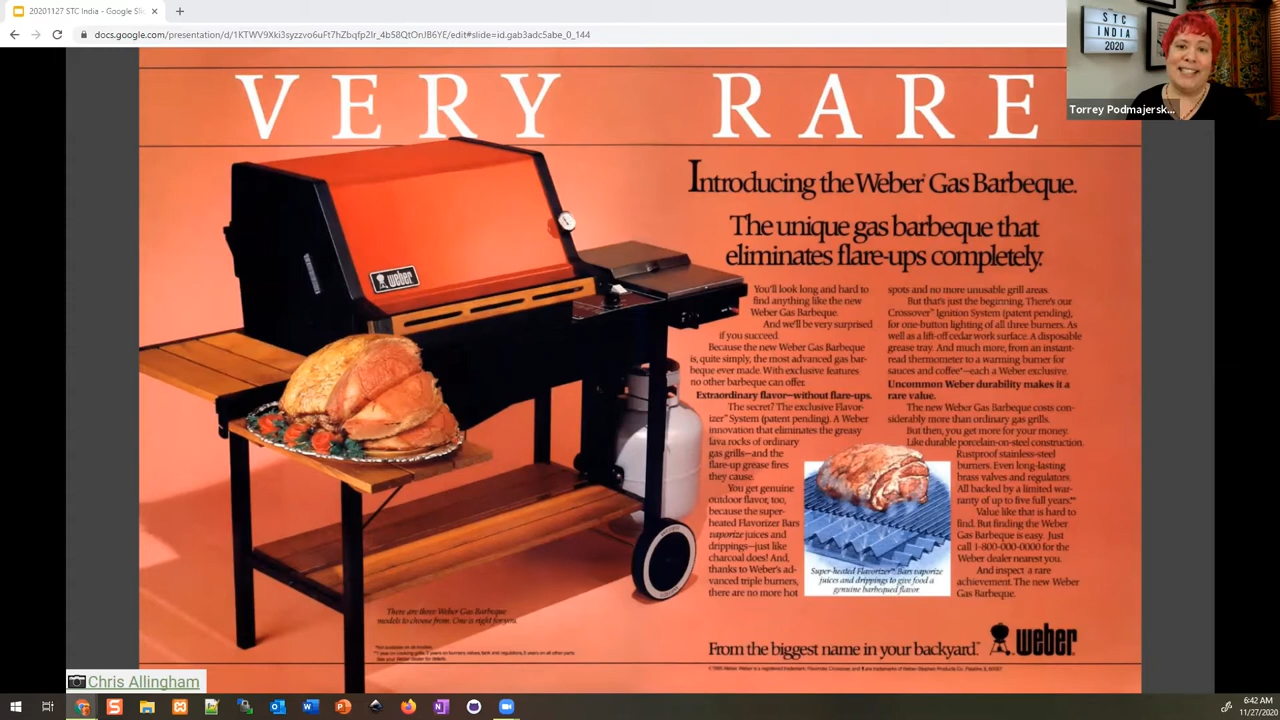 20201127 STC India - Google Slid
docs.google.com/presentation/d/1KTWV9Xki3syzzvo6uFt7hZbqfp2lr_4b58QtOnJB6YE/edit#slide=id.gab3adc5abe_0_144
STC
INDIA
2020
Torrey Podmajersk...
VERY RARE
Introducing the Weber® Gas Barbeque.
The unique gas barbeque that
eliminates flare-ups completely.
weber
You'll look long and hard to
find anything like the new
Weber Gas Barbeque.
And we'll be very surprised
if you succeed.
Because the new Weber Gas Barbeque
is, quite simply, the most advanced gas bar-
beque ever made. With exclusive features
no other barbeque can offer.
Extraordinary flavor—without flare-ups.
The secret? The exclusive Flavor-
izer™ System (patent pending). A Weber
innovation that eliminates the greasy
lava rocks of ordinary
gas grills—and the
flare-up grease fires
they cause.
You get genuine
outdoor flavor, too,
because the super-
heated Flavorizer Bars
vaporize juices and
drippings—just like
charcoal does! And,
thanks to Weber's ad-
vanced triple burners,
there are no more hot
spots and no more unusable grill areas.
But that's just the beginning. There's our
Crossover™ Ignition System (patent pending),
for one-button lighting of all three burners. As
well as a lift-off cedar work surface. A disposable
grease tray. And much more, from an instant-
read thermometer to a warming burner for
sauces and coffee*—each a Weber exclusive.
Uncommon Weber durability makes it a
rare value.
The new Weber Gas Barbeque costs con-
siderably more than ordinary gas grills.
But then, you get more for your money.
Like durable porcelain-on-steel construction.
Rustproof stainless-steel
burners. Even long-lasting
brass valves and regulators.
All backed by a limited war-
ranty of up to five full years.**
Value like that is hard to
find. But finding the Weber
Gas Barbeque is easy. Just
call 1-800-000-0000 for the
Weber dealer nearest you.
And inspect a rare
achievement. The new Weber
Gas Barbeque.
Super-heated Flavorizer™ Bars vaporize
juices and drippings to give food a
genuine barbequed flavor
There are three Weber Gas Barbeque
models to choose from. One is right for you.
From the biggest name in your backyard.™
weber
Chris Allingham
6:42 AM
11/27/2020